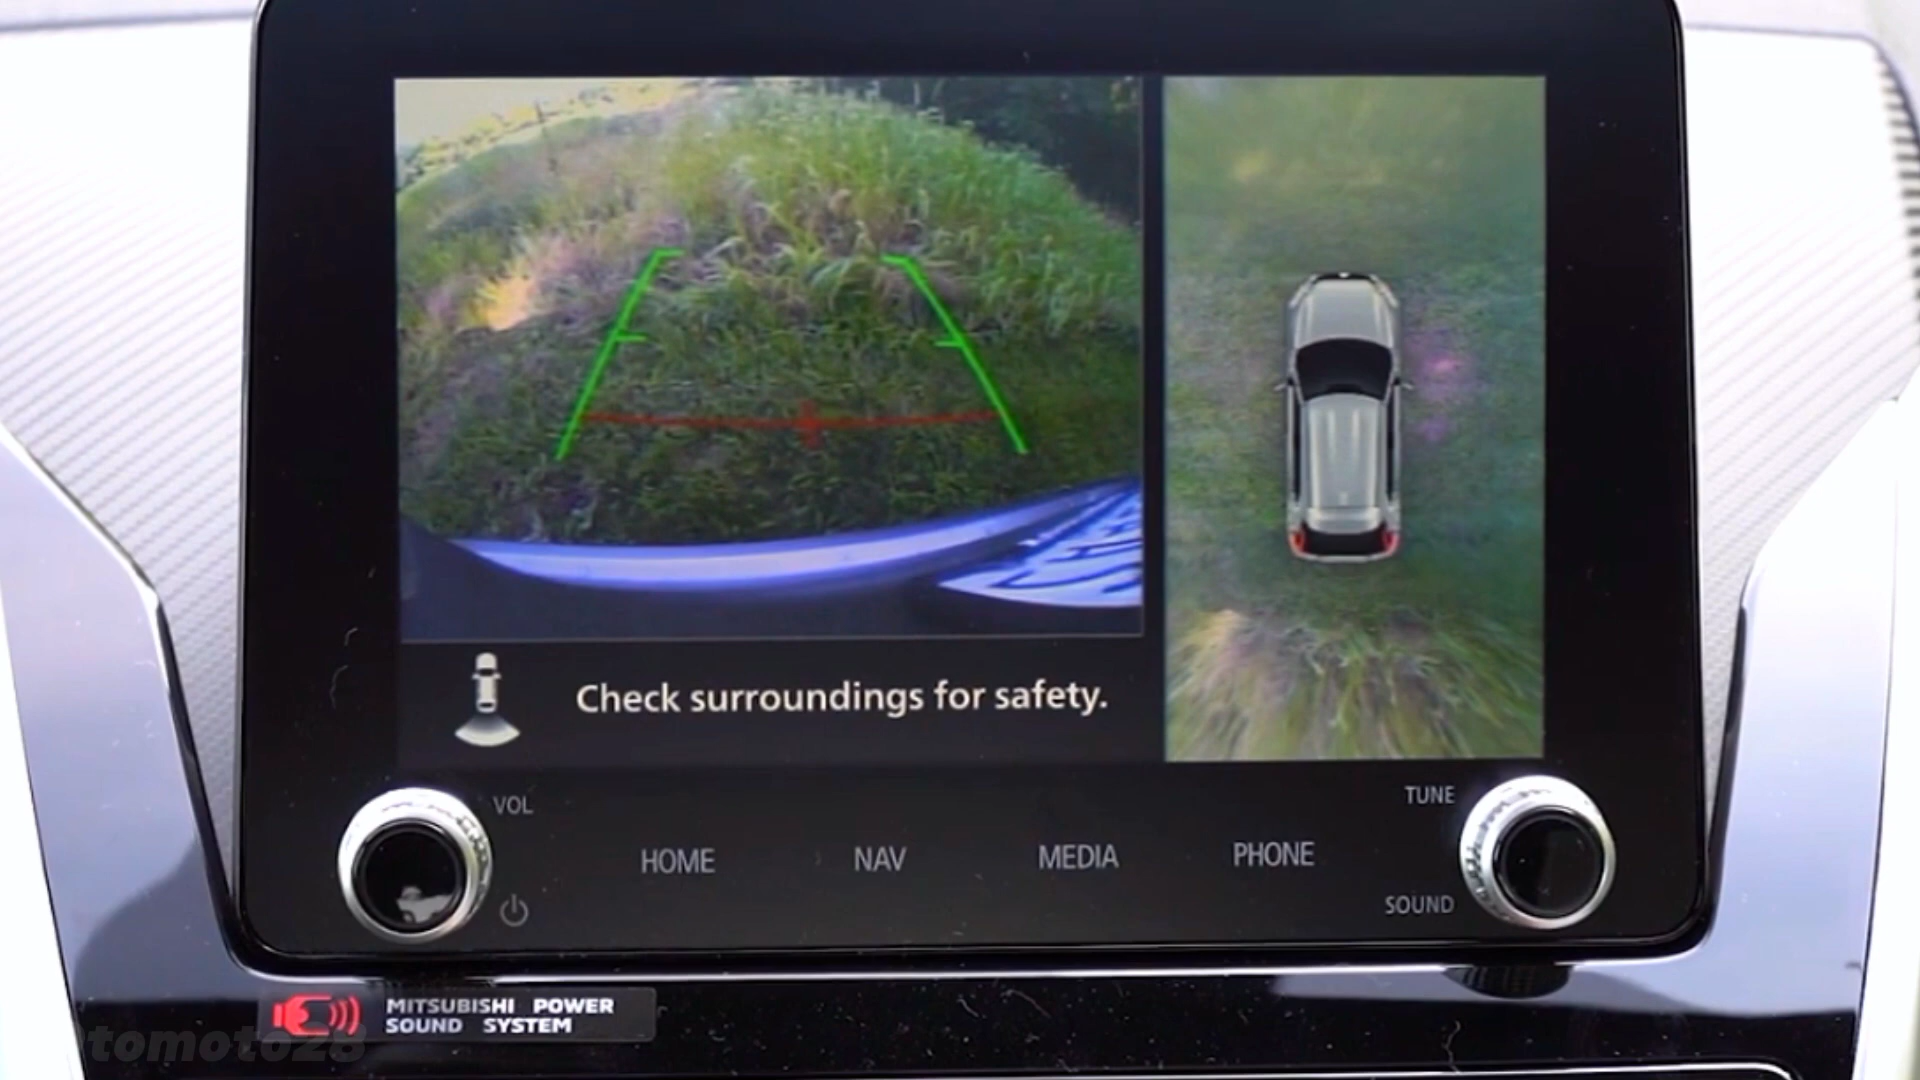 Check surroundings for safety.
VOL
TUNE
HOME NAV MEDIA PHONE
SOUND
MITSUBISHI POWER
SOUND SYSTEM
tomoto28